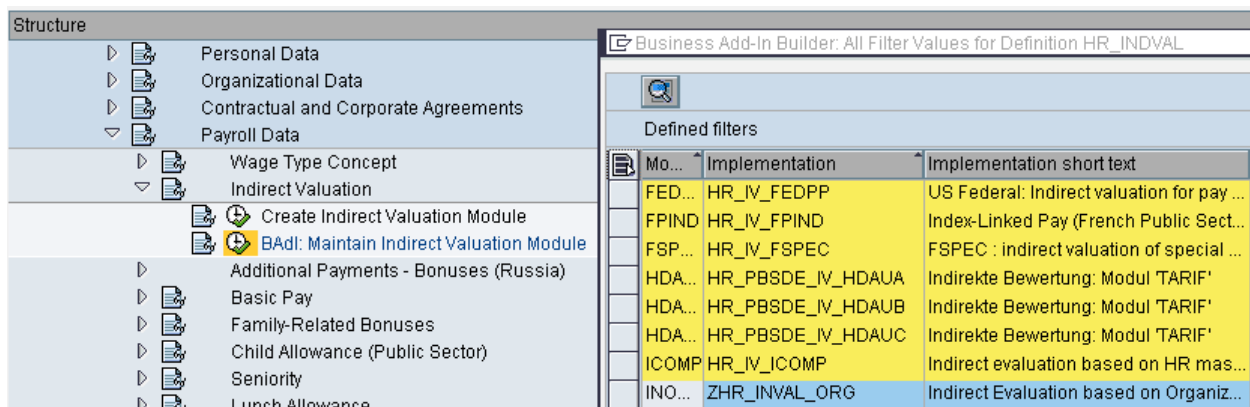 Structure
Personal Data
Organizational Data
Contractual and Corporate Agreements
Payroll Data
Wage Type Concept
Indirect Valuation
Create Indirect Valuation Module
BAdI: Maintain Indirect Valuation Module
Additional Payments - Bonuses (Russia)
Basic Pay
Family-Related Bonuses
Child Allowance (Public Sector)
Seniority
Lunch Allowance
Business Add-In Builder: All Filter Values for Definition HR_INDVAL
Defined filters
Mo... Implementation Implementation short text
FED... HR_IV_FEDPP US Federal: Indirect valuation for pay ...
FPIND HR_IV_FPIND Index-Linked Pay (French Public Sect...
FSP... HR_IV_FSPEC FSPEC : indirect valuation of special ...
HDA... HR_PBSDE_IV_HDAUA Indirekte Bewertung: Modul 'TARIF'
HDA... HR_PBSDE_IV_HDAUB Indirekte Bewertung: Modul 'TARIF'
HDA... HR_PBSDE_IV_HDAUC Indirekte Bewertung: Modul 'TARIF'
ICOMP HR_IV_ICOMP Indirect evaluation based on HR mas...
INO... ZHR_INVAL_ORG Indirect Evaluation based on Organiz...